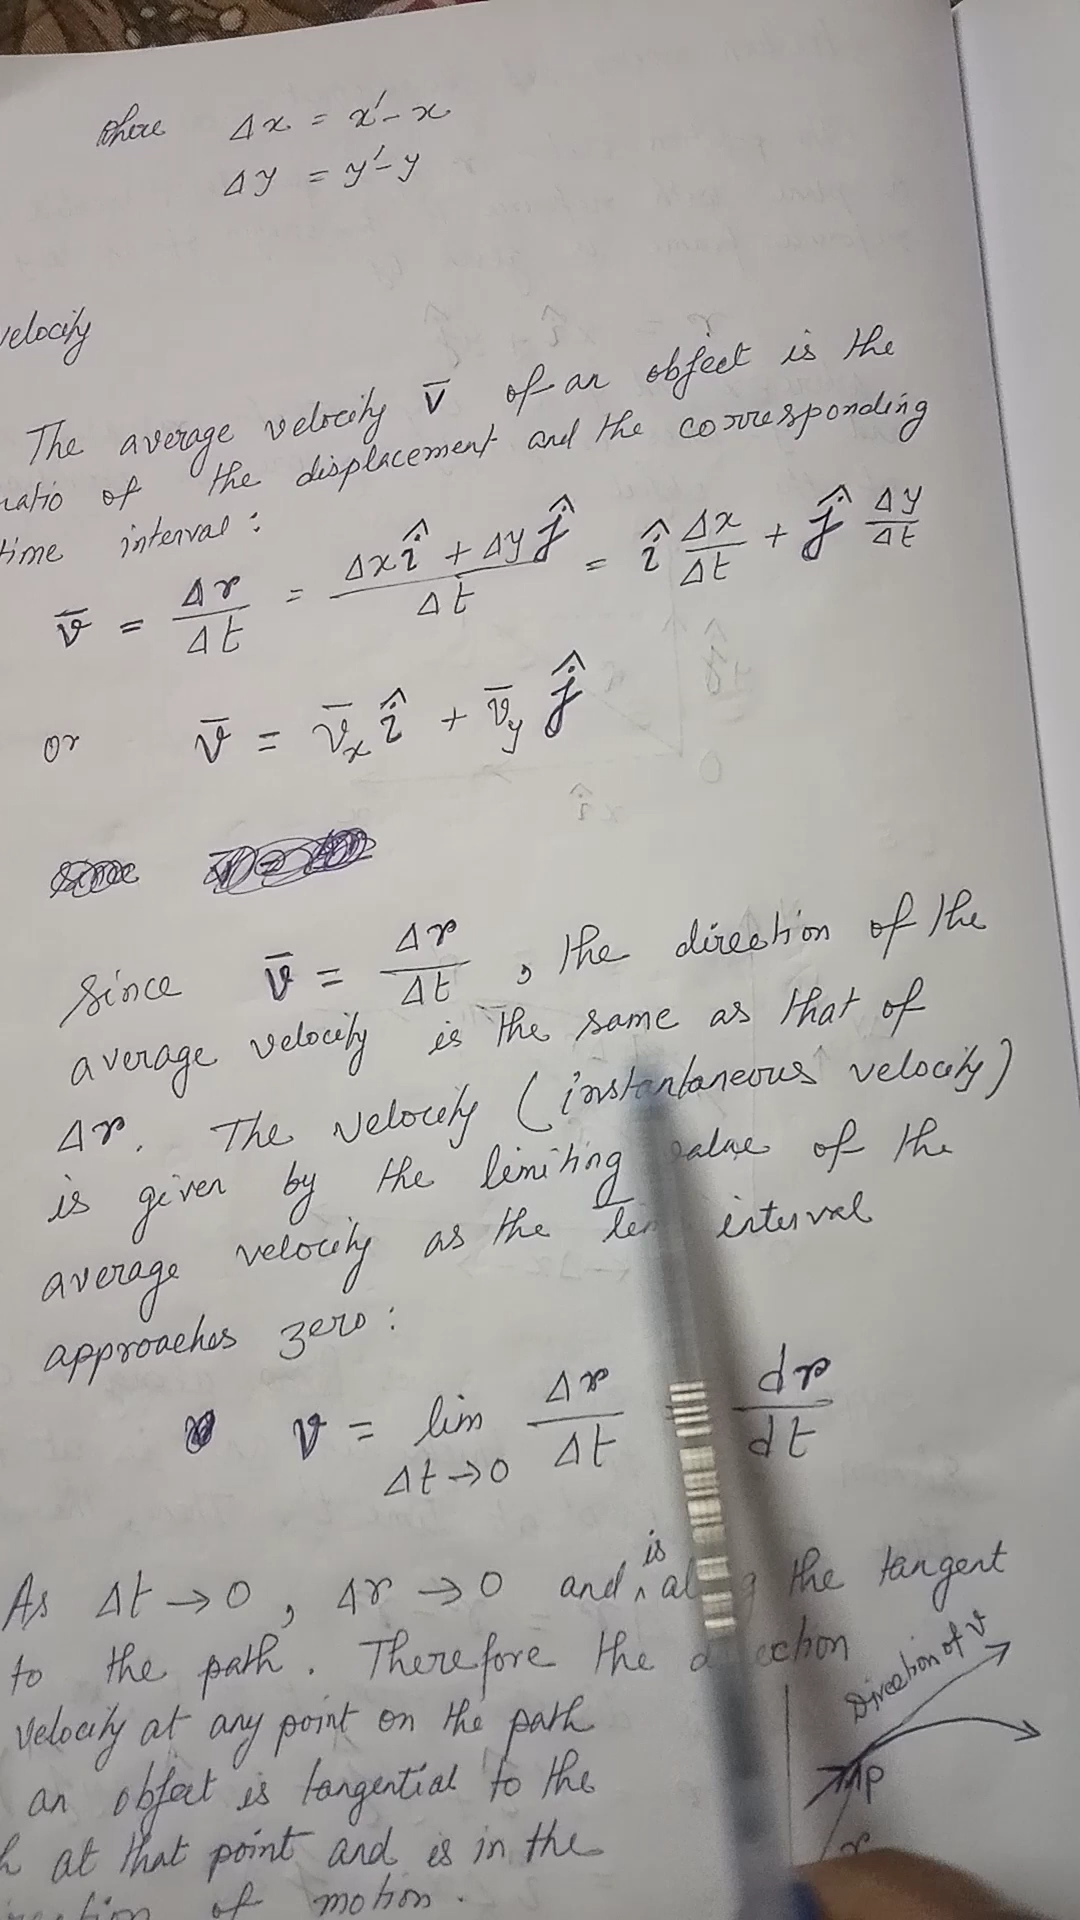 where Δx = x′ - x
Δy = y′ - y
velocity
The average velocity v̄ of an object is the
ratio of the displacement and the corresponding
time interval :
v̄ = Δr/Δt = (Δx î + Δy ĵ)/Δt = î Δx/Δt + ĵ Δy/Δt
or v̄ = v̄ₓ î + v̄_y ĵ
Since v̄ = Δr/Δt , the direction of the
average velocity is the same as that of
Δr. The velocity (instantaneous velocity)
is given by the limiting value of the
average velocity as the interval
approaches zero :
v = lim Δt→0 Δr/Δt dr/dt
As Δt → 0 , Δr → 0 and is along the tangent
to the path. Therefore the direction
velocity at any point on the path
an object is tangential to the
at that point and is in the
of motion .
Direction of v
P
r